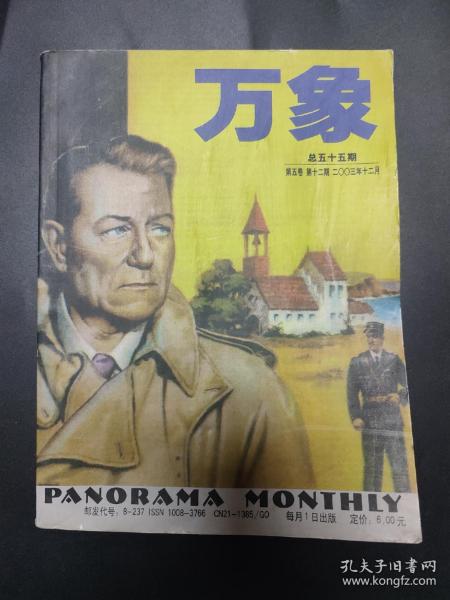 万象
总五十五期
第五卷 第十二期 二〇〇三年十二月
PANORAMA MONTHLY
邮发代号：8-237 ISSN 1008-3766 CN21-1365/G0 每月1日出版 定价：6.00元
孔夫子旧书网
www.kongfz.com